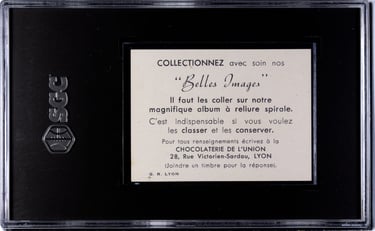 SGC
COLLECTIONNEZ avec soin nos
"Belles Images"
Il faut les coller sur notre
magnifique album à reliure spirale.
C'est indispensable si vous voulez
les classer et les conserver.
Pour tous renseignements écrivez à la
CHOCOLATERIE DE L'UNION
28, Rue Victorien-Sardou, LYON
(Joindre un timbre pour la réponse).
S. R. LYON